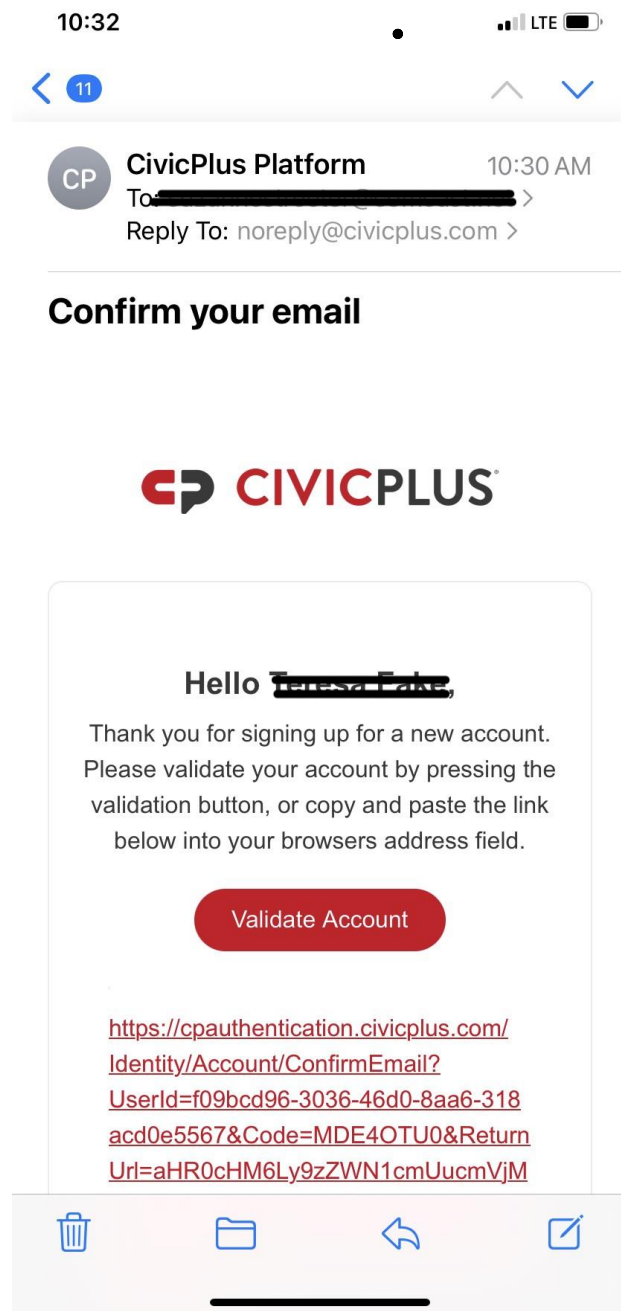 10:32
LTE
11
CP
CivicPlus Platform
10:30 AM
To:
Reply To: noreply@civicplus.com
Confirm your email
CIVICPLUS
Hello
Thank you for signing up for a new account.
Please validate your account by pressing the
validation button, or copy and paste the link
below into your browsers address field.
Validate Account
https://cpauthentication.civicplus.com/
Identity/Account/ConfirmEmail?
UserId=f09bcd96-3036-46d0-8aa6-318
acd0e5567&Code=MDE4OTU0&Return
Url=aHR0cHM6Ly9zZWN1cmUucmVjM